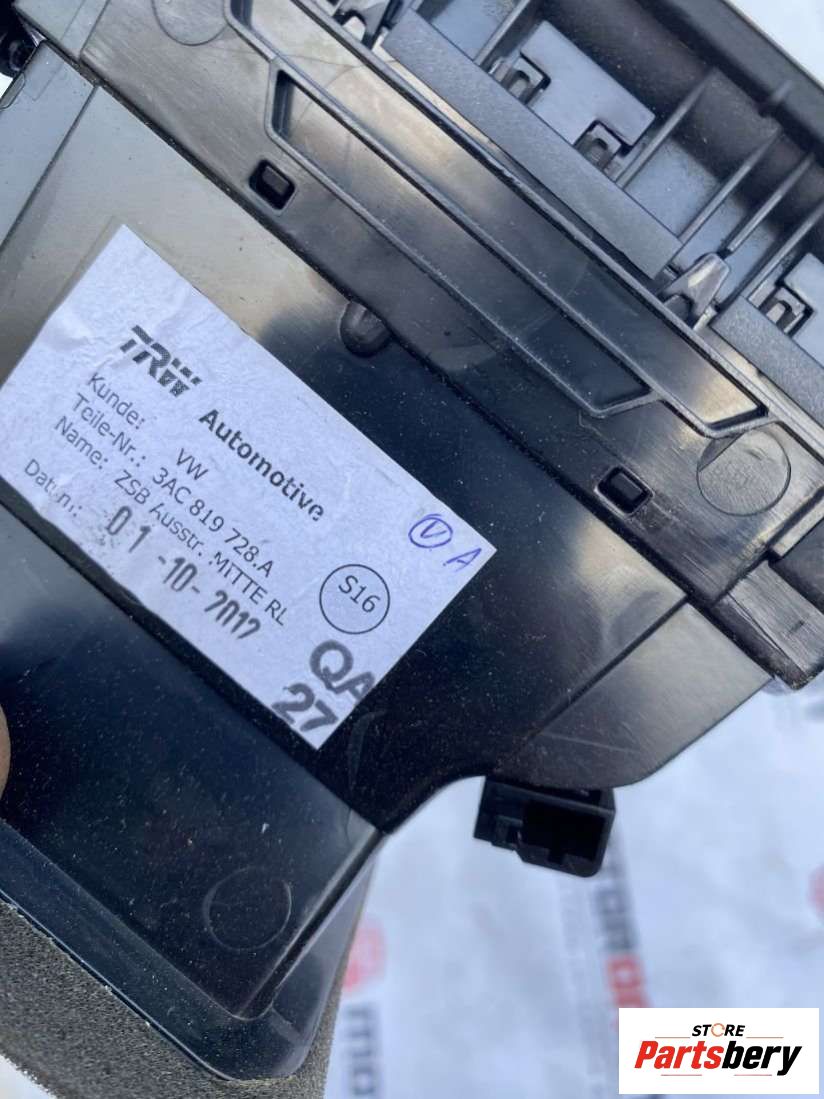 TRW Automotive
Kunde: VW
Teile-Nr.: 3AC 819 728.A
Name: ZSB Ausstr. MITTE RL
Datum: 01-10-2012
V A
S16
QA
27
STORE
Partsbery